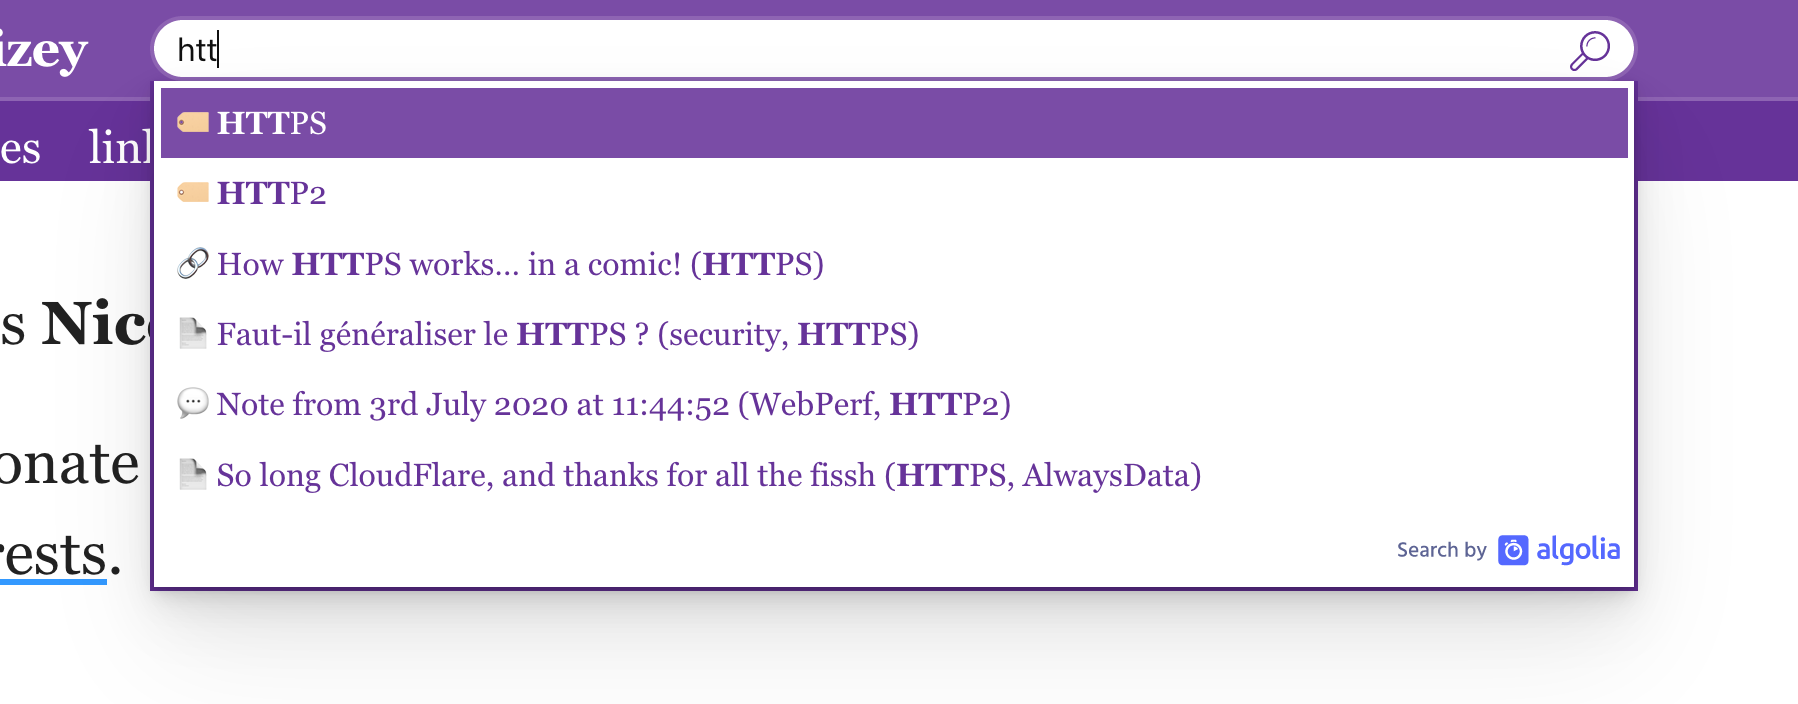 izey
htt
es
HTTPS
HTTP2
How HTTPS works... in a comic! (HTTPS)
Faut-il généraliser le HTTPS ? (security, HTTPS)
Note from 3rd July 2020 at 11:44:52 (WebPerf, HTTP2)
So long CloudFlare, and thanks for all the fissh (HTTPS, AlwaysData)
Search by algolia
s Nic
onate
rests.